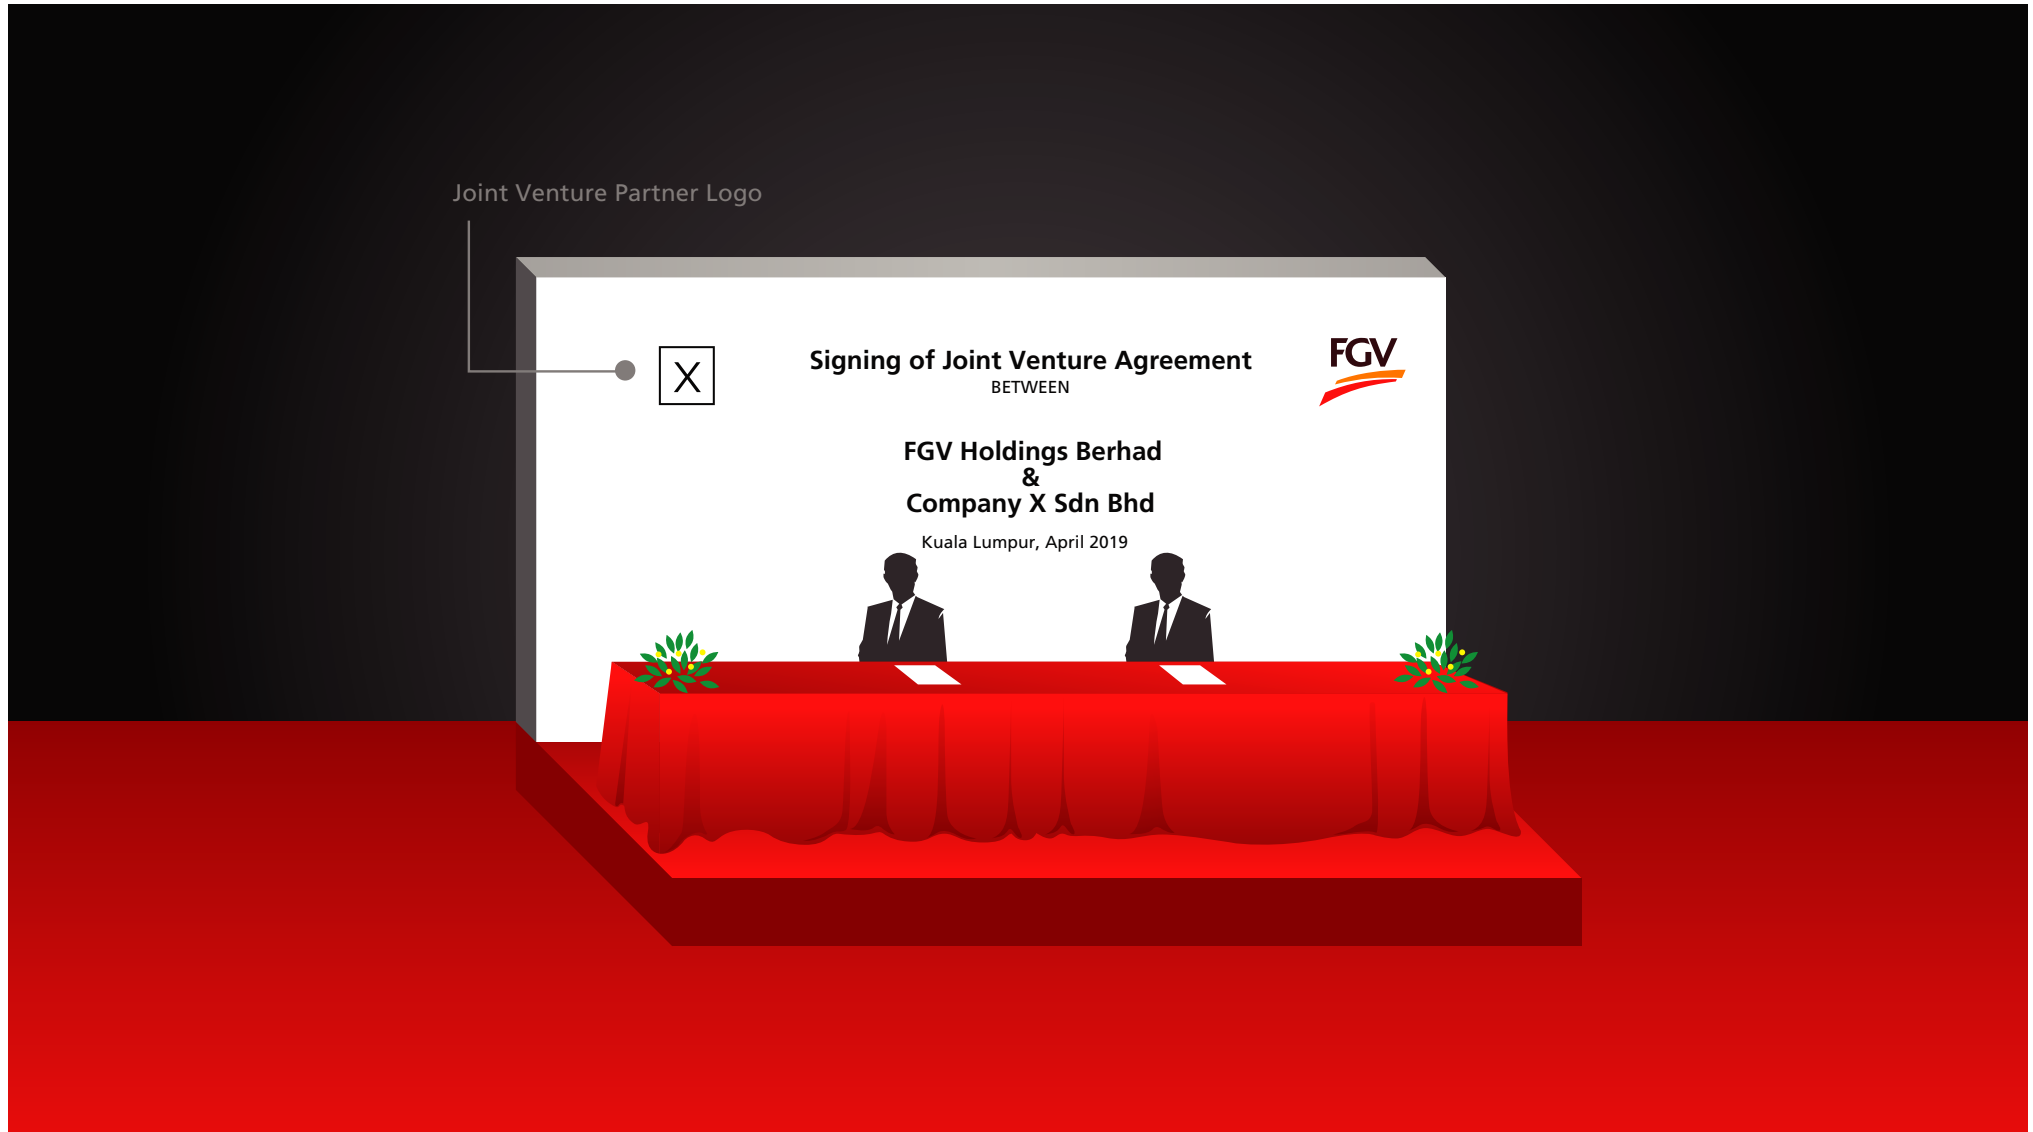 Joint Venture Partner Logo
X
Signing of Joint Venture Agreement
BETWEEN
FGV
FGV Holdings Berhad
&
Company X Sdn Bhd
Kuala Lumpur, April 2019